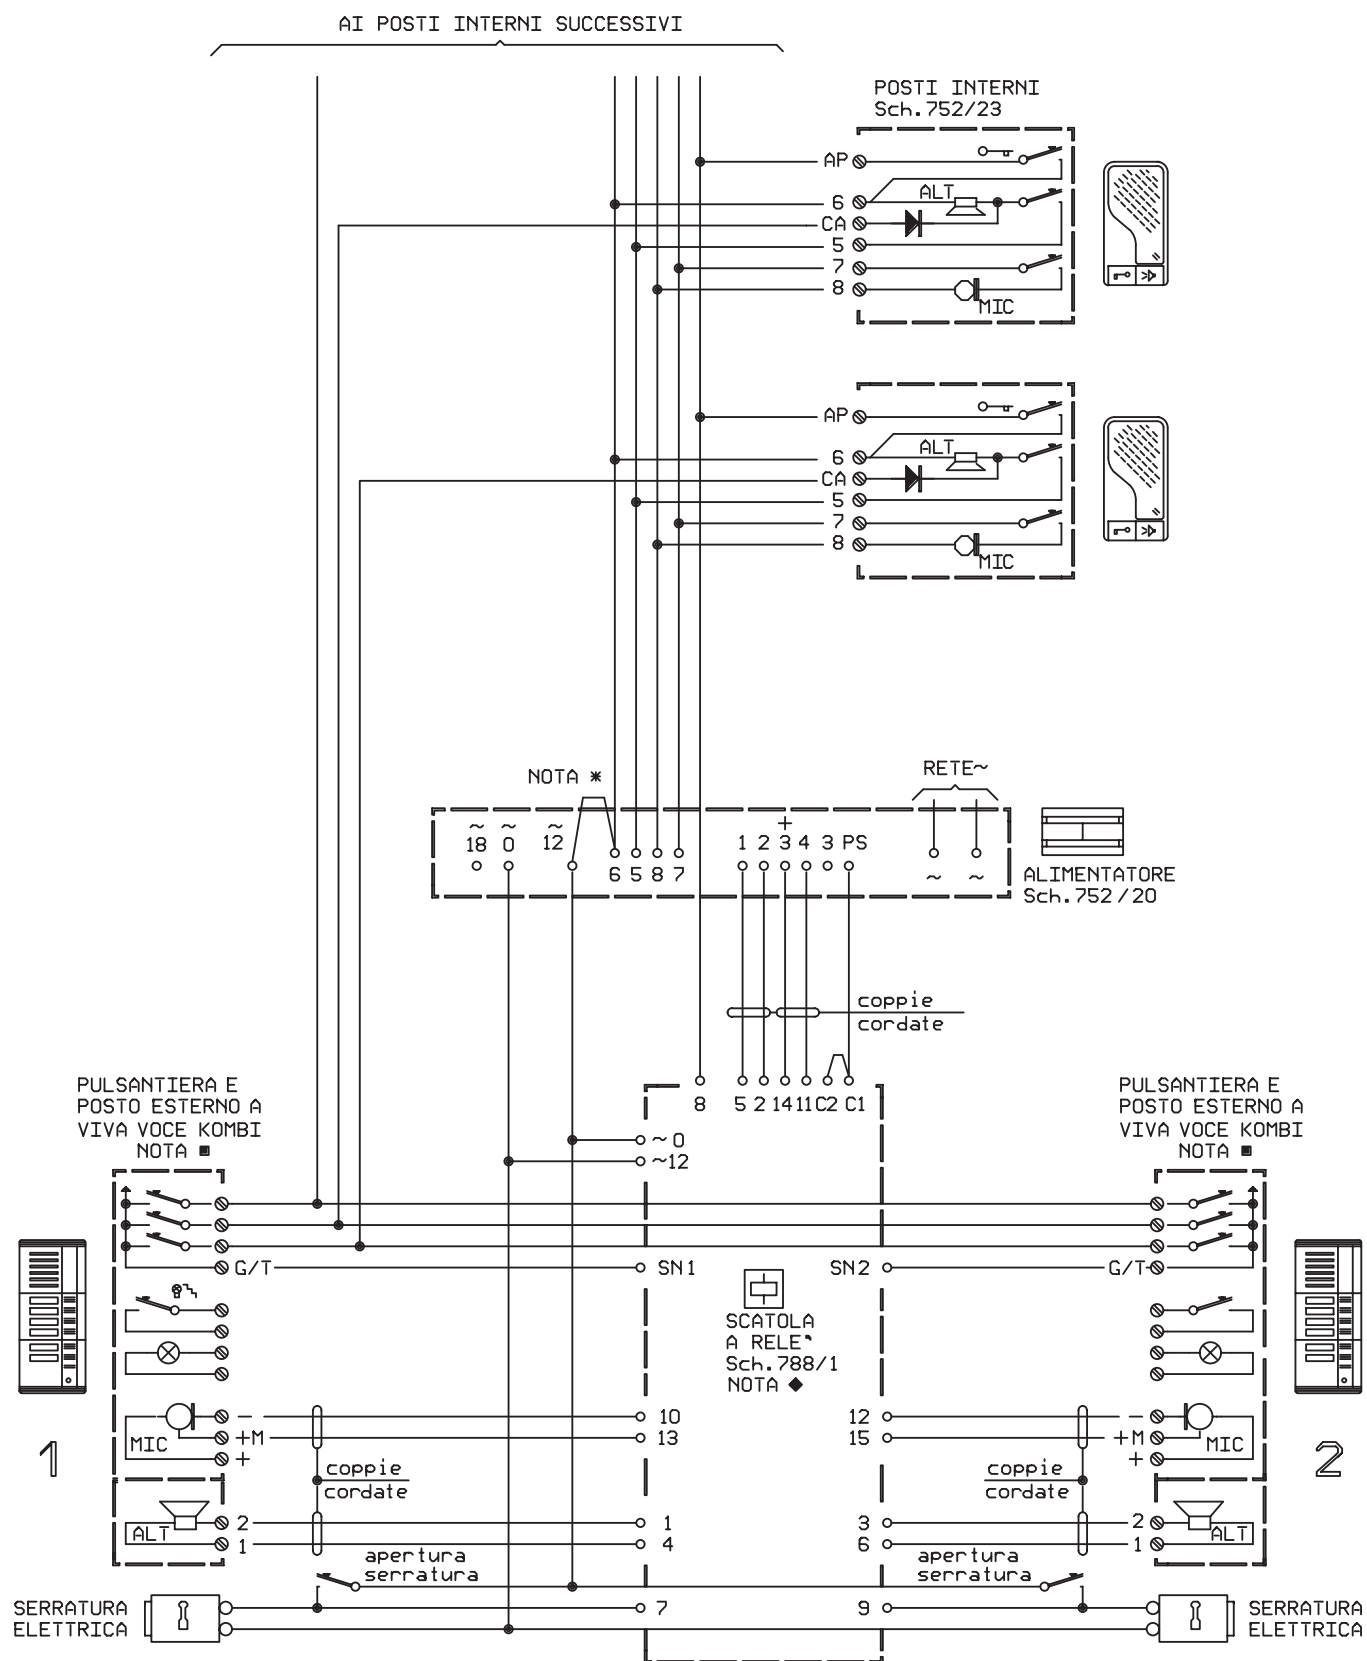 AI POSTI INTERNI SUCCESSIVI
POSTI INTERNI
Sch.752/23
AP
6
ALT
CA
5
7
8
MIC
AP
6
ALT
CA
5
7
8
MIC
NOTA *
RETE~
~ ~ ~ +
18 0 12 1 2 3 4 3 PS
6 5 8 7 ~ ~
ALIMENTATORE
Sch.752/20
coppie
cordate
PULSANTIERA E
POSTO ESTERNO A
VIVA VOCE KOMBI
NOTA ■
PULSANTIERA E
POSTO ESTERNO A
VIVA VOCE KOMBI
NOTA ■
8 5 2 14 11 C2 C1
~0
~12
G/T SN1 SN2 G/T
SCATOLA
A RELE'
Sch.788/1
NOTA ◆
- 10 12 -
MIC +M 13 15 +M MIC
+ +
1 2
coppie
cordate
coppie
cordate
ALT 2 1 3 2 ALT
1 4 6 1
apertura
serratura
apertura
serratura
SERRATURA
ELETTRICA
7 9
SERRATURA
ELETTRICA